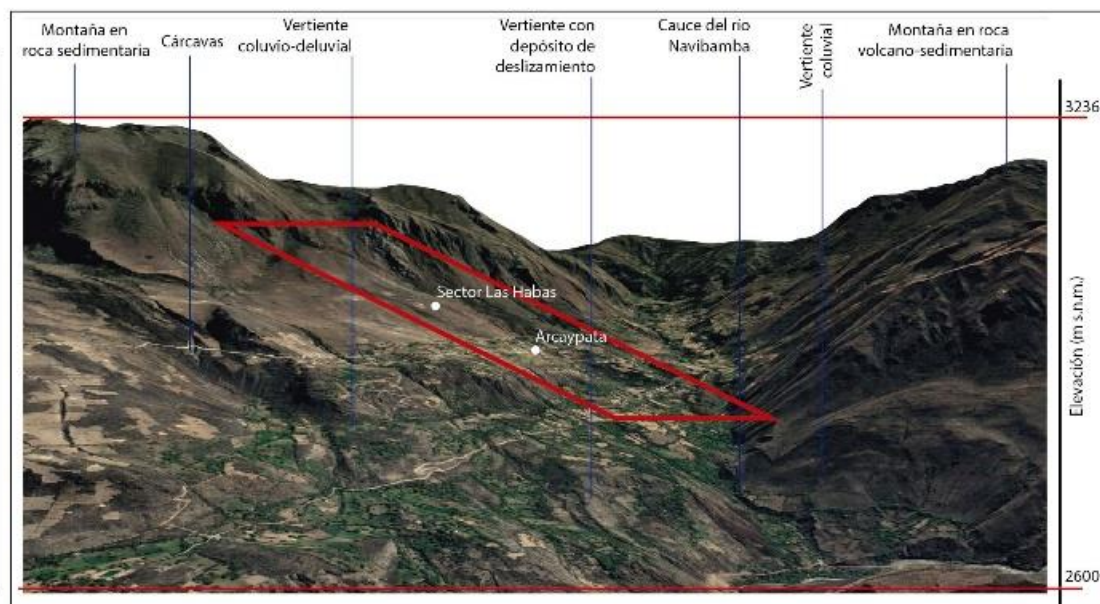 Montaña en
roca sedimentaria
Cárcavas
Vertiente
coluvio-deluvial
Vertiente con
depósito de
deslizamiento
Cauce del río
Navibamba
Vertiente
coluvial
Montaña en roca
volcano-sedimentaria
3236
Sector Las Habas
Arcaypata
Elevación (m s.n.m.)
2600